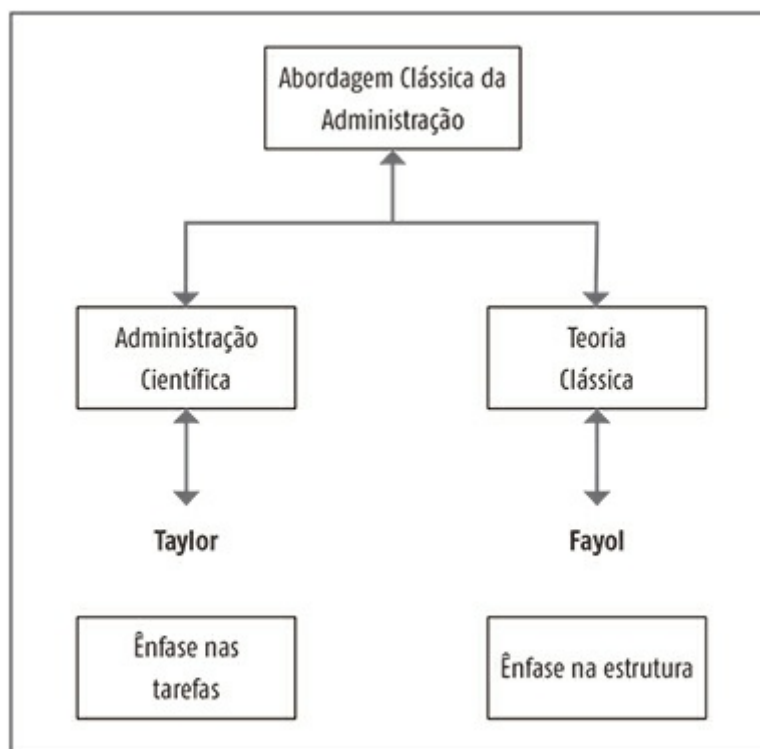 Abordagem Clássica da
Administração
Administração
Científica
Teoria
Clássica
Taylor
Fayol
Ênfase nas
tarefas
Ênfase na estrutura